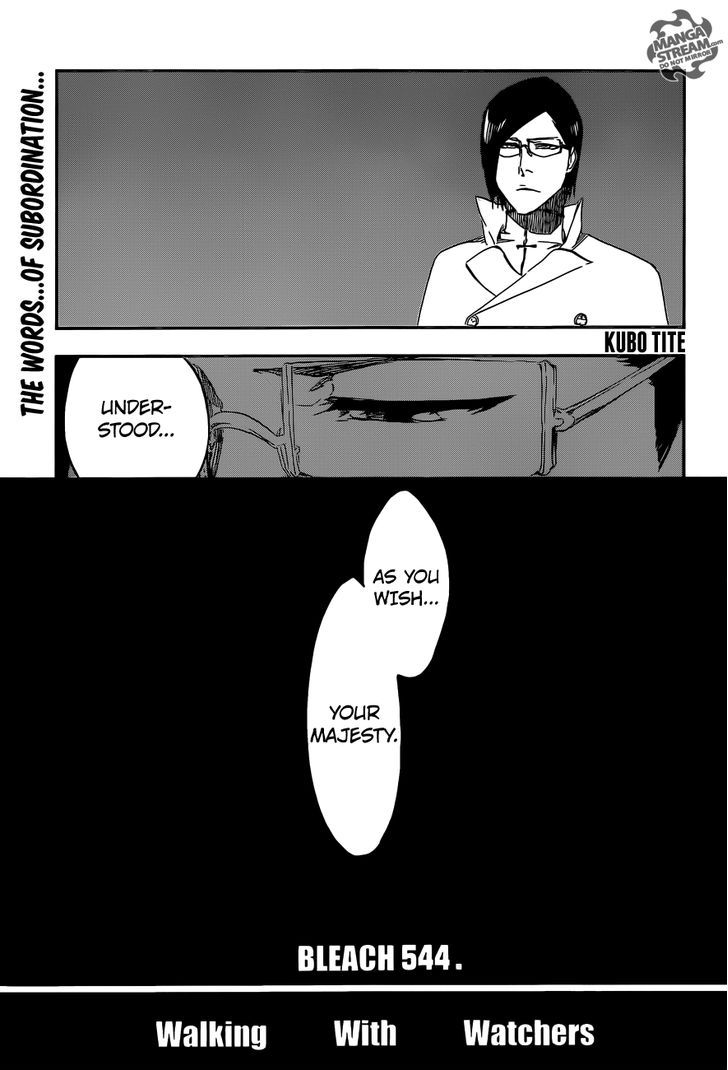 MANGA
STREAM.com
DO NOT MIRROR
THE WORDS...OF SUBORDINATION...
KUBO TITE
UNDER-
STOOD...
AS YOU
WISH...
YOUR
MAJESTY.
BLEACH 544.
Walking With Watchers